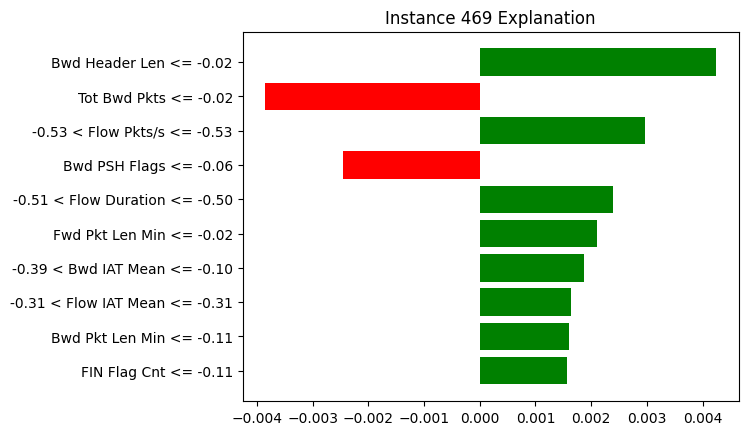 Instance 469 Explanation
Bwd Header Len <= -0.02
Tot Bwd Pkts <= -0.02
-0.53 < Flow Pkts/s <= -0.53
Bwd PSH Flags <= -0.06
-0.51 < Flow Duration <= -0.50
Fwd Pkt Len Min <= -0.02
-0.39 < Bwd IAT Mean <= -0.10
-0.31 < Flow IAT Mean <= -0.31
Bwd Pkt Len Min <= -0.11
FIN Flag Cnt <= -0.11
−0.004 −0.003 −0.002 −0.001 0.000 0.001 0.002 0.003 0.004